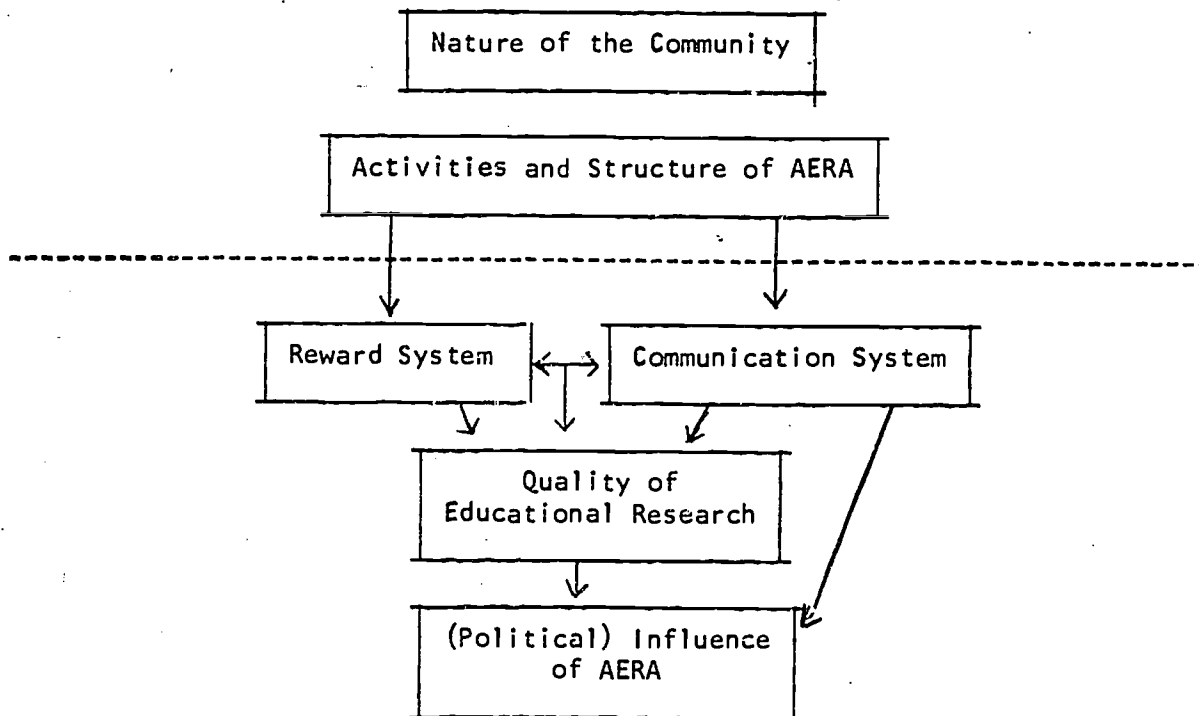 Nature of the Community
Activities and Structure of AERA
Reward System
Communication System
Quality of
Educational Research
(Political) Influence
of AERA